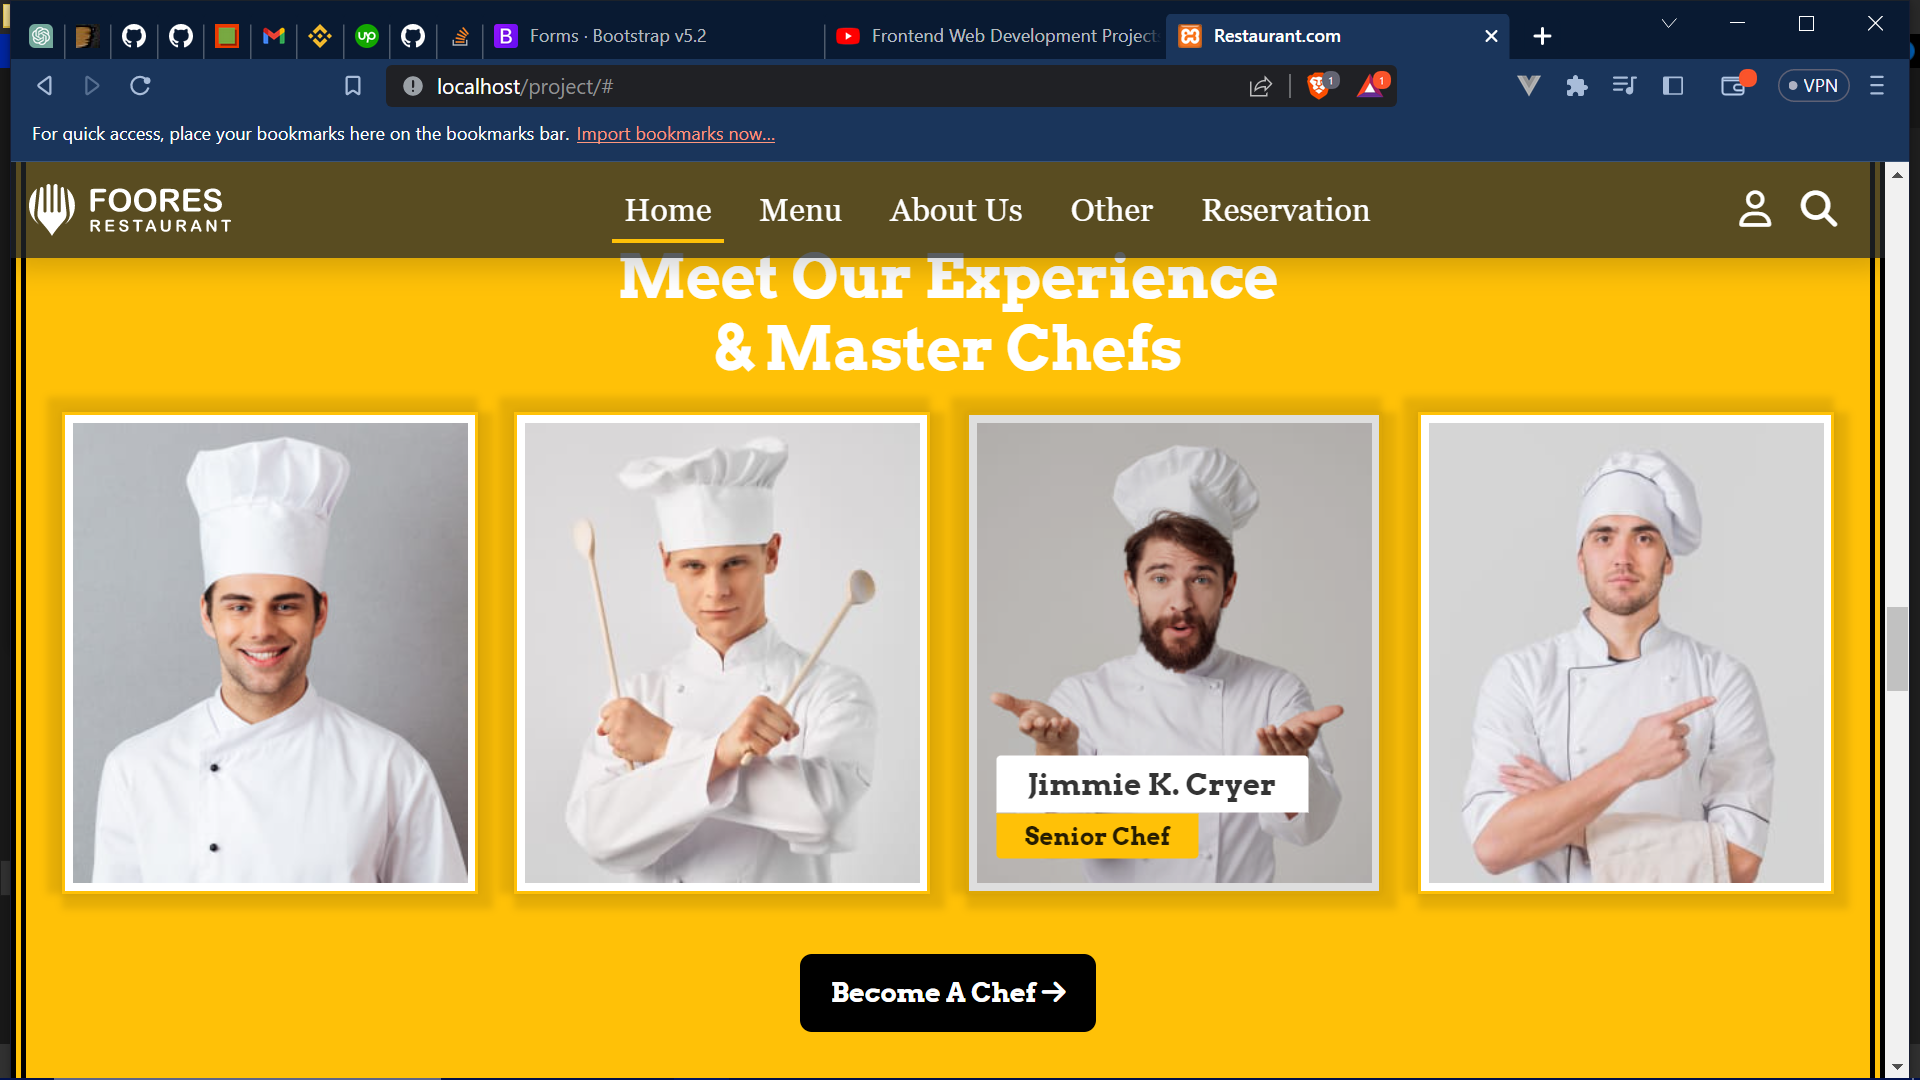 Forms · Bootstrap v5.2
Frontend Web Development Project
Restaurant.com
localhost/project/#
1
1
VPN
For quick access, place your bookmarks here on the bookmarks bar. Import bookmarks now...
FOORES
RESTAURANT
Home Menu About Us Other Reservation
Meet Our Experience
& Master Chefs
Jimmie K. Cryer
Senior Chef
Become A Chef